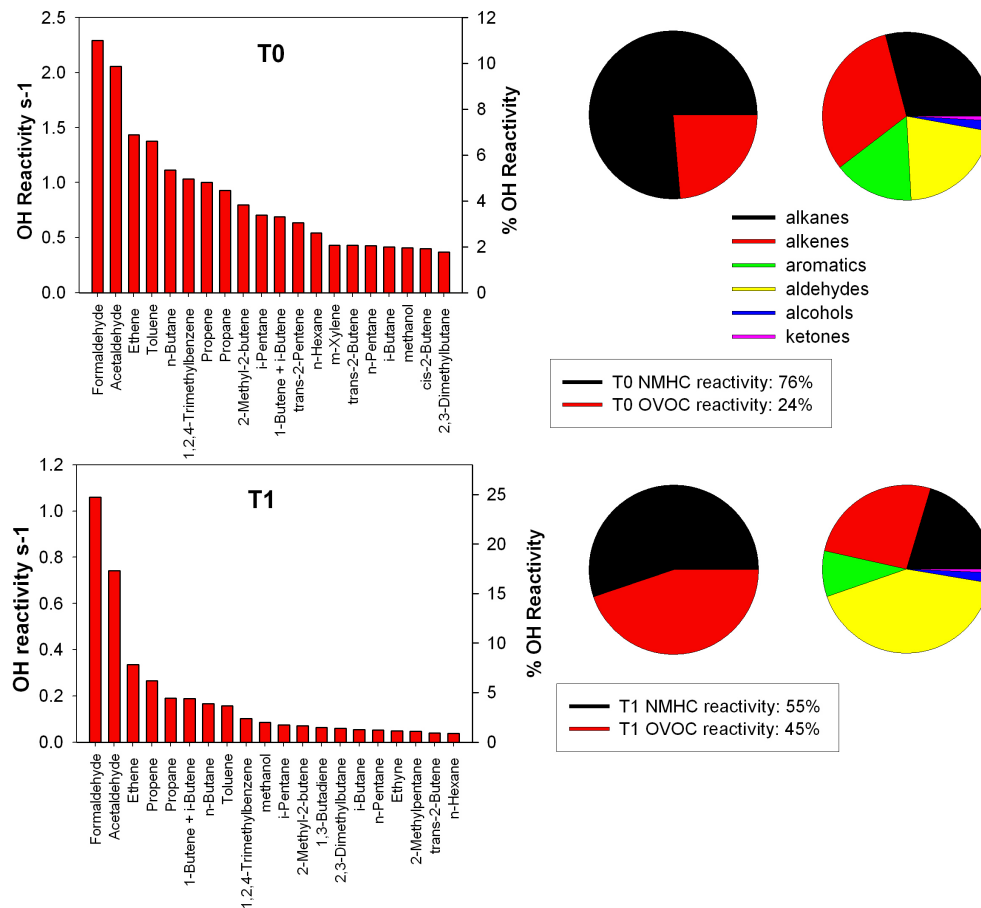 T0
OH Reactivity s-1
2.5
2.0
1.5
1.0
0.5
0.0
% OH Reactivity
12
10
8
6
4
2
0
Formaldehyde
Acetaldehyde
Ethene
Toluene
n-Butane
1,2,4-Trimethylbenzene
Propene
Propane
2-Methyl-2-butene
i-Pentane
1-Butene + i-Butene
trans-2-Pentene
n-Hexane
m-Xylene
trans-2-Butene
n-Pentane
i-Butane
methanol
cis-2-Butene
2,3-Dimethylbutane
alkanes
alkenes
aromatics
aldehydes
alcohols
ketones
T0 NMHC reactivity: 76%
T0 OVOC reactivity: 24%
T1
OH reactivity s-1
1.2
1.0
0.8
0.6
0.4
0.2
0.0
% OH Reactivity
25
20
15
10
5
0
Formaldehyde
Acetaldehyde
Ethene
Propene
Propane
1-Butene + i-Butene
n-Butane
Toluene
1,2,4-Trimethylbenzene
methanol
i-Pentane
2-Methyl-2-butene
1,3-Butadiene
2,3-Dimethylbutane
i-Butane
n-Pentane
Ethyne
2-Methylpentane
trans-2-Butene
n-Hexane
T1 NMHC reactivity: 55%
T1 OVOC reactivity: 45%